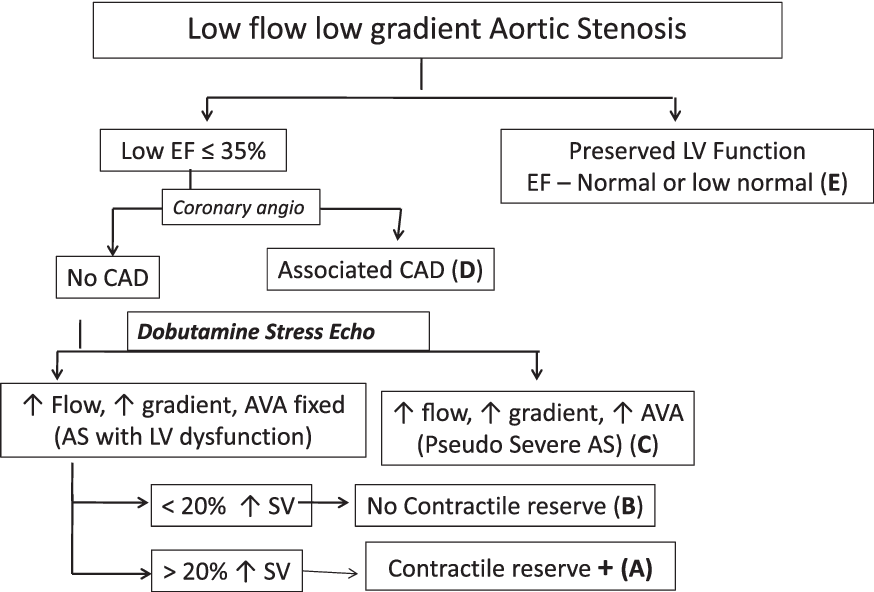 Low flow low gradient Aortic Stenosis
Low EF ≤ 35%
Preserved LV Function
EF – Normal or low normal (E)
Coronary angio
No CAD
Associated CAD (D)
Dobutamine Stress Echo
↑ Flow, ↑ gradient, AVA fixed
(AS with LV dysfunction)
↑ flow, ↑ gradient, ↑ AVA
(Pseudo Severe AS) (C)
< 20% ↑ SV
No Contractile reserve (B)
> 20% ↑ SV
Contractile reserve + (A)